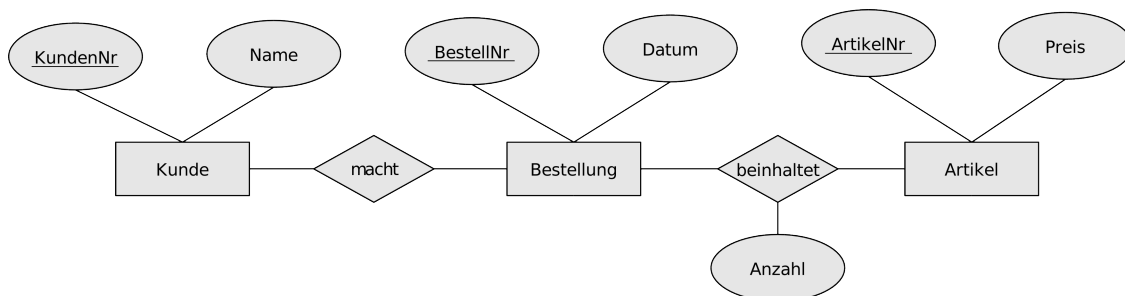 KundenNr
Name
BestellNr
Datum
ArtikelNr
Preis
Kunde
macht
Bestellung
beinhaltet
Artikel
Anzahl